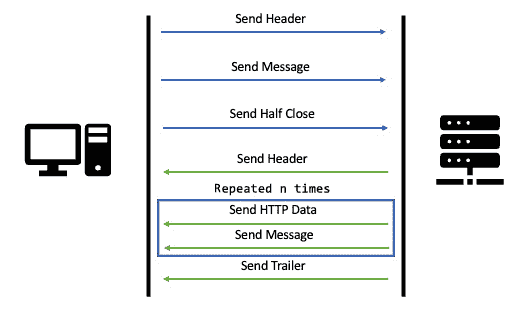 Send Header
Send Message
Send Half Close
Send Header
Repeated n times
Send HTTP Data
Send Message
Send Trailer